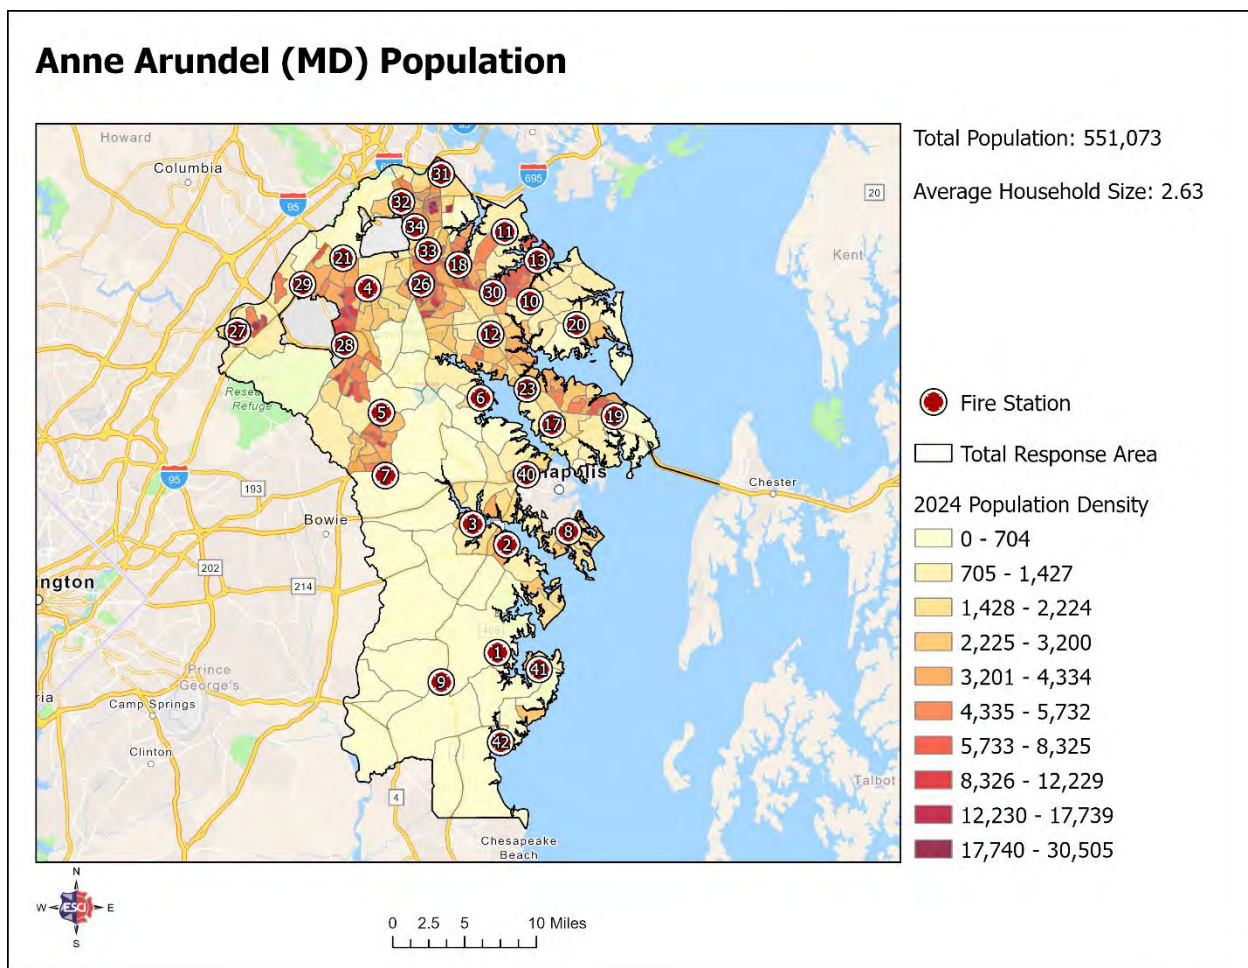 Anne Arundel (MD) Population
Howard
Columbia
95
695
20
Kent
31
32
34
11
33
21
18
13
29
4
26
30
10
27
20
12
28
Refuge
6
23
5
19
17
7
40
95
193
Chester
Bowie
3
8
2
202
ington
214
1
41
Prince
George's
9
ria
Camp Springs
42
Clinton
Talbot
4
Chesapeake
Beach
Total Population: 551,073
Average Household Size: 2.63
Fire Station
Total Response Area
2024 Population Density
0 - 704
705 - 1,427
1,428 - 2,224
2,225 - 3,200
3,201 - 4,334
4,335 - 5,732
5,733 - 8,325
8,326 - 12,229
12,230 - 17,739
17,740 - 30,505
N
W
E
S
ESCI
0 2.5 5 10 Miles